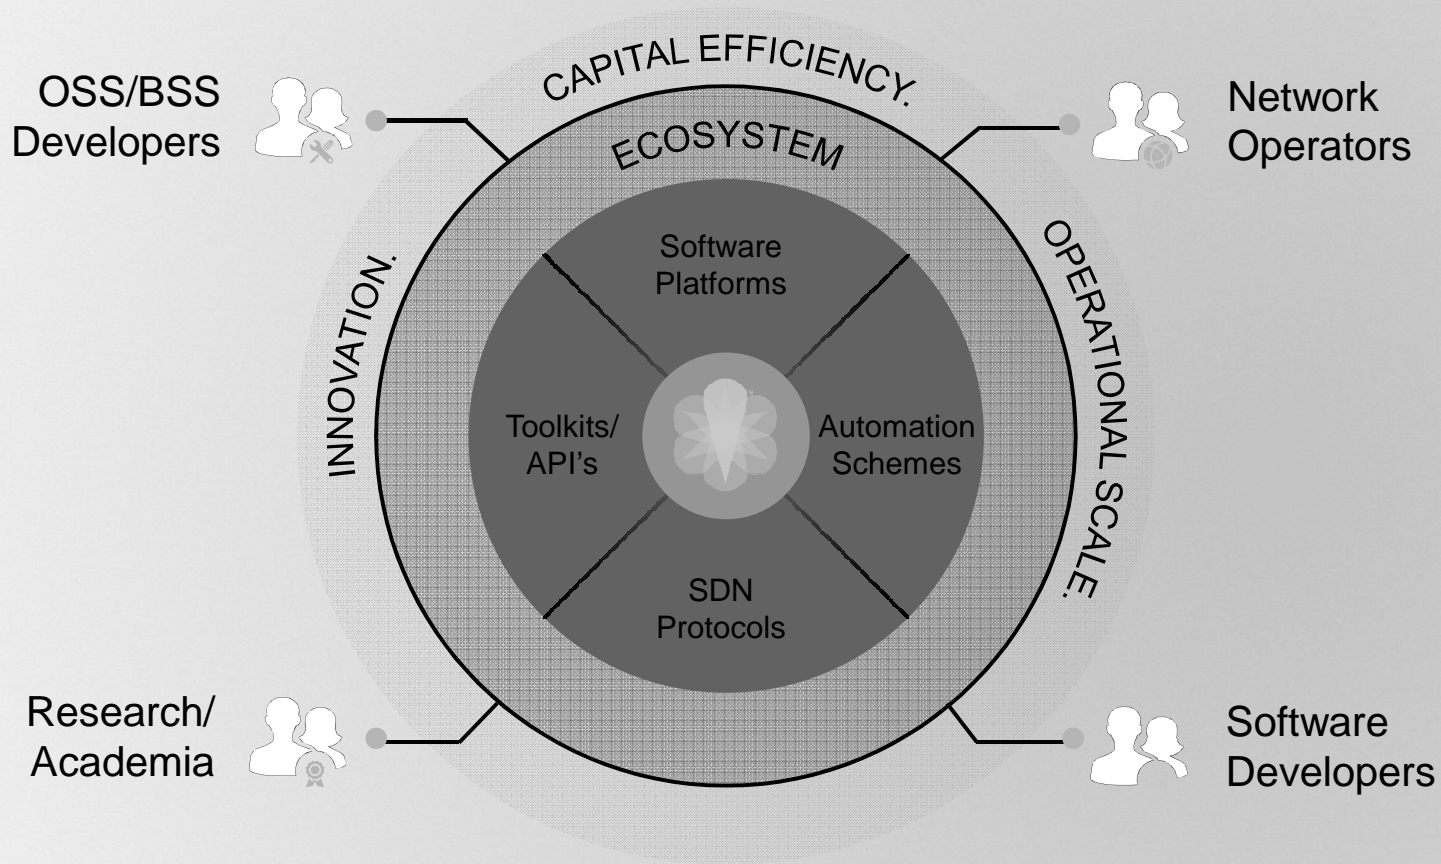 CAPITAL EFFICIENCY.
OSS/BSS
Developers
Network
Operators
ECOSYSTEM
INNOVATION.
OPERATIONAL SCALE.
Software
Platforms
Toolkits/
API's
Automation
Schemes
SDN
Protocols
Research/
Academia
Software
Developers